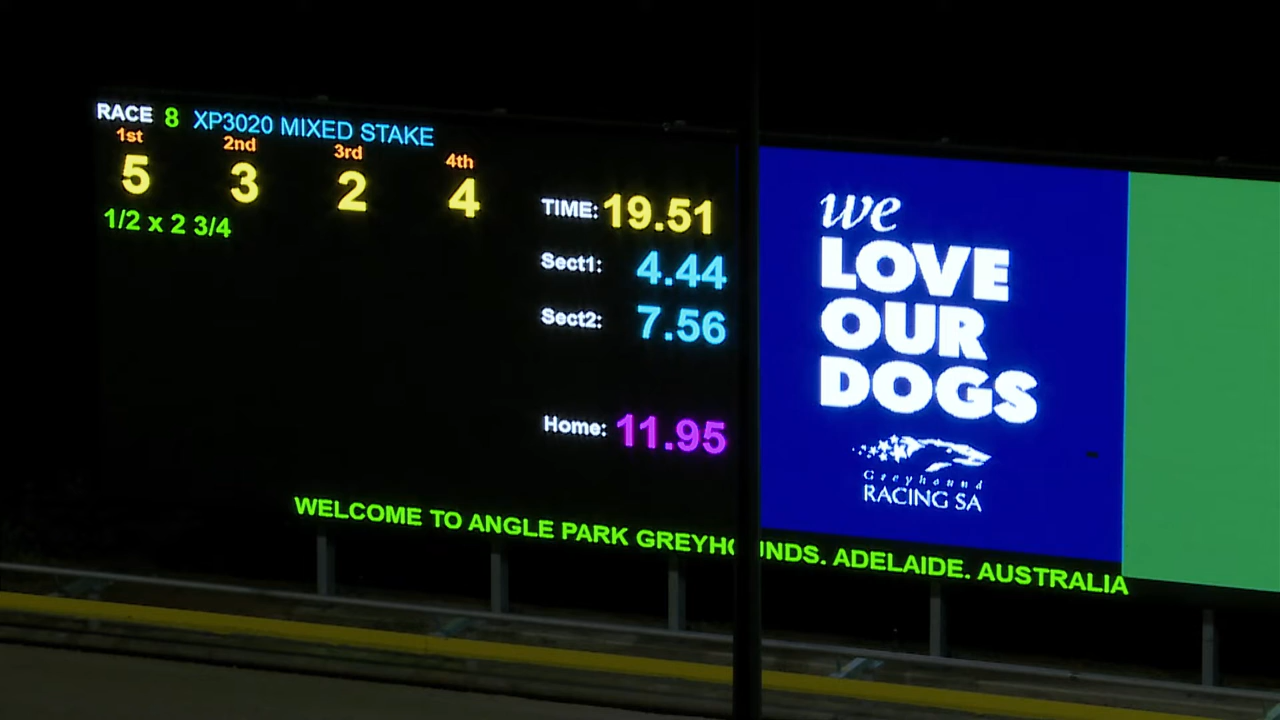 RACE 8 XP3020 MIXED STAKE
1st 2nd 3rd 4th
5 3 2 4
1/2 x 2 3/4
TIME: 19.51
Sect1: 4.44
Sect2: 7.56
Home: 11.95
we
LOVE
OUR
DOGS
Greyhound
RACING SA
WELCOME TO ANGLE PARK GREYHOUNDS. ADELAIDE. AUSTRALIA